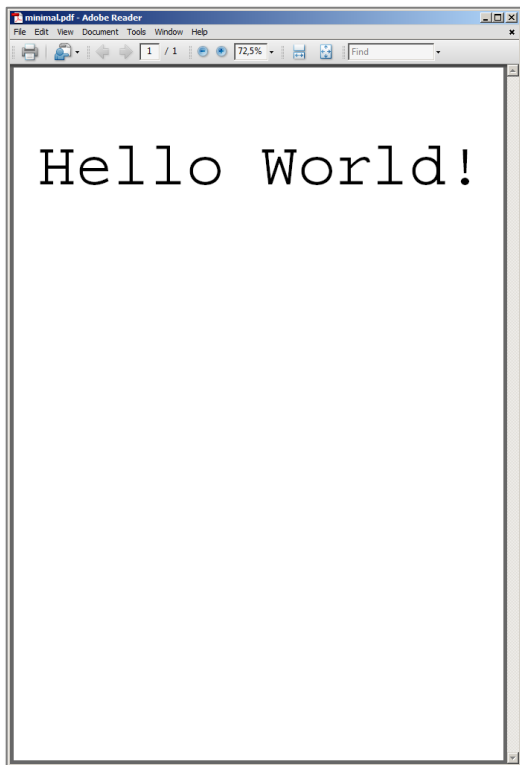 minimal.pdf - Adobe Reader
File Edit View Document Tools Window Help
1 / 1 72,5% Find
Hello World!